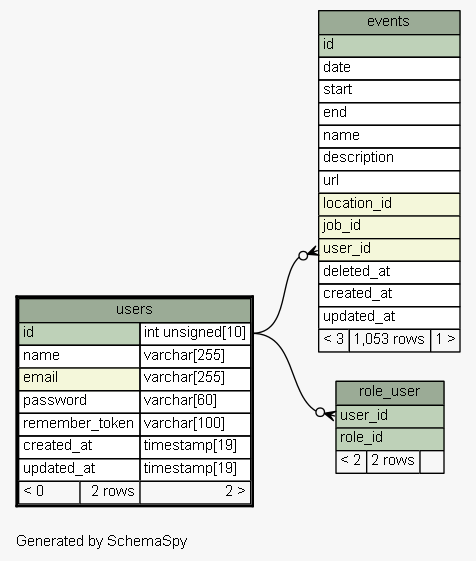 events
id
date
start
end
name
description
url
location_id
job_id
user_id
deleted_at
created_at
updated_at
< 3 1,053 rows 1 >
users
id int unsigned[10]
name varchar[255]
email varchar[255]
password varchar[60]
remember_token varchar[100]
created_at timestamp[19]
updated_at timestamp[19]
< 0 2 rows 2 >
role_user
user_id
role_id
< 2 2 rows
Generated by SchemaSpy